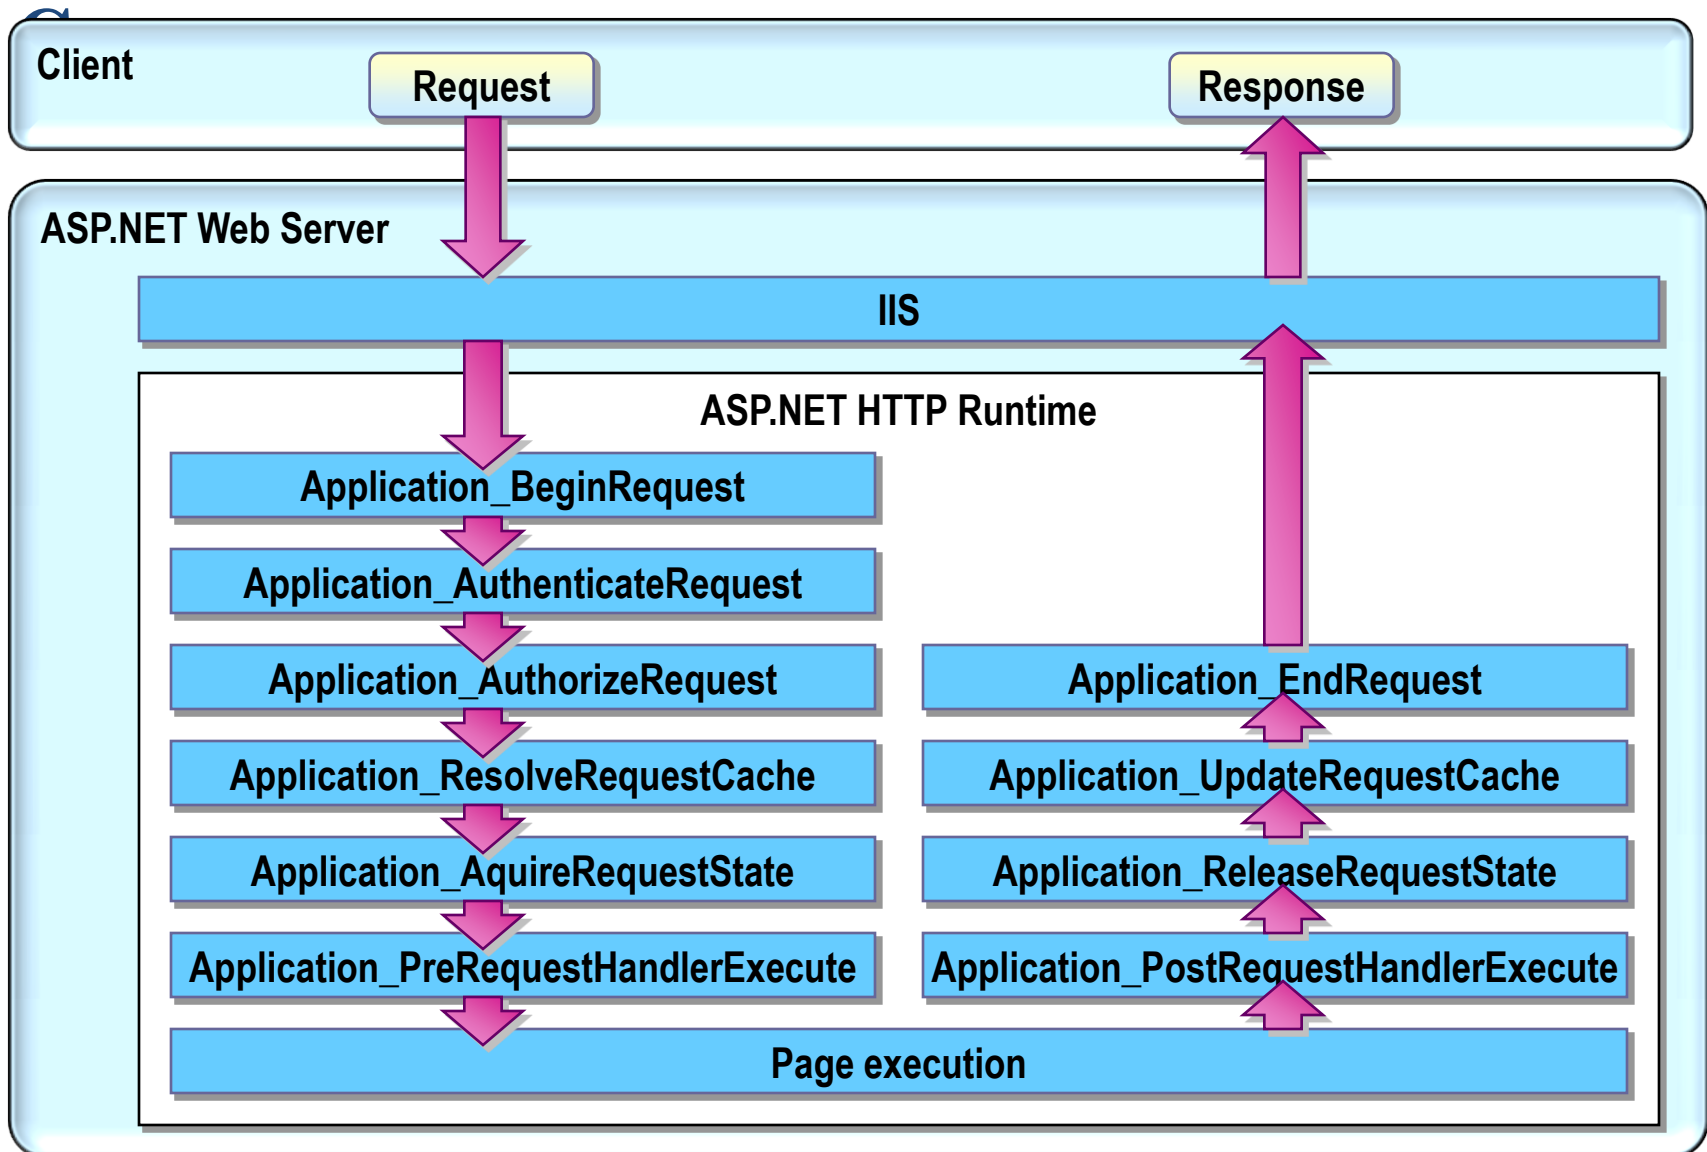 Client
Request
Response
ASP.NET Web Server
IIS
ASP.NET HTTP Runtime
Application_BeginRequest
Application_AuthenticateRequest
Application_AuthorizeRequest
Application_EndRequest
Application_ResolveRequestCache
Application_UpdateRequestCache
Application_AquireRequestState
Application_ReleaseRequestState
Application_PreRequestHandlerExecute
Application_PostRequestHandlerExecute
Page execution